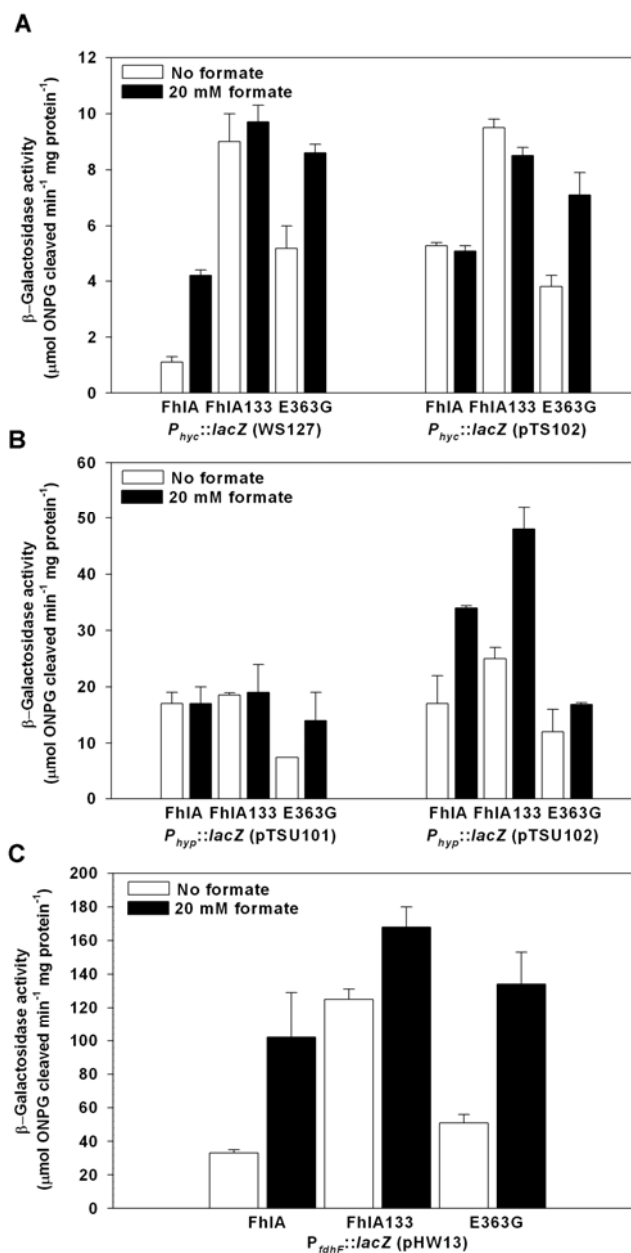 A
12
10
8
6
4
2
0
β−Galactosidase activity
(μmol ONPG cleaved min⁻¹ mg protein⁻¹)
No formate
20 mM formate
FhlA FhlA133 E363G
FhlA FhlA133 E363G
P_hyc::lacZ (WS127)
P_hyc::lacZ (pTS102)
B
60
50
40
30
20
10
0
β−Galactosidase activity
(μmol ONPG cleaved min⁻¹ mg protein⁻¹)
No formate
20 mM formate
FhlA FhlA133 E363G
FhlA FhlA133 E363G
P_hyp::lacZ (pTSU101)
P_hyp::lacZ (pTSU102)
C
200
180
160
140
120
100
80
60
40
20
0
β−Galactosidase activity
(μmol ONPG cleaved min⁻¹ mg protein⁻¹)
No formate
20 mM formate
FhlA
FhlA133
E363G
P_fdhF::lacZ (pHW13)